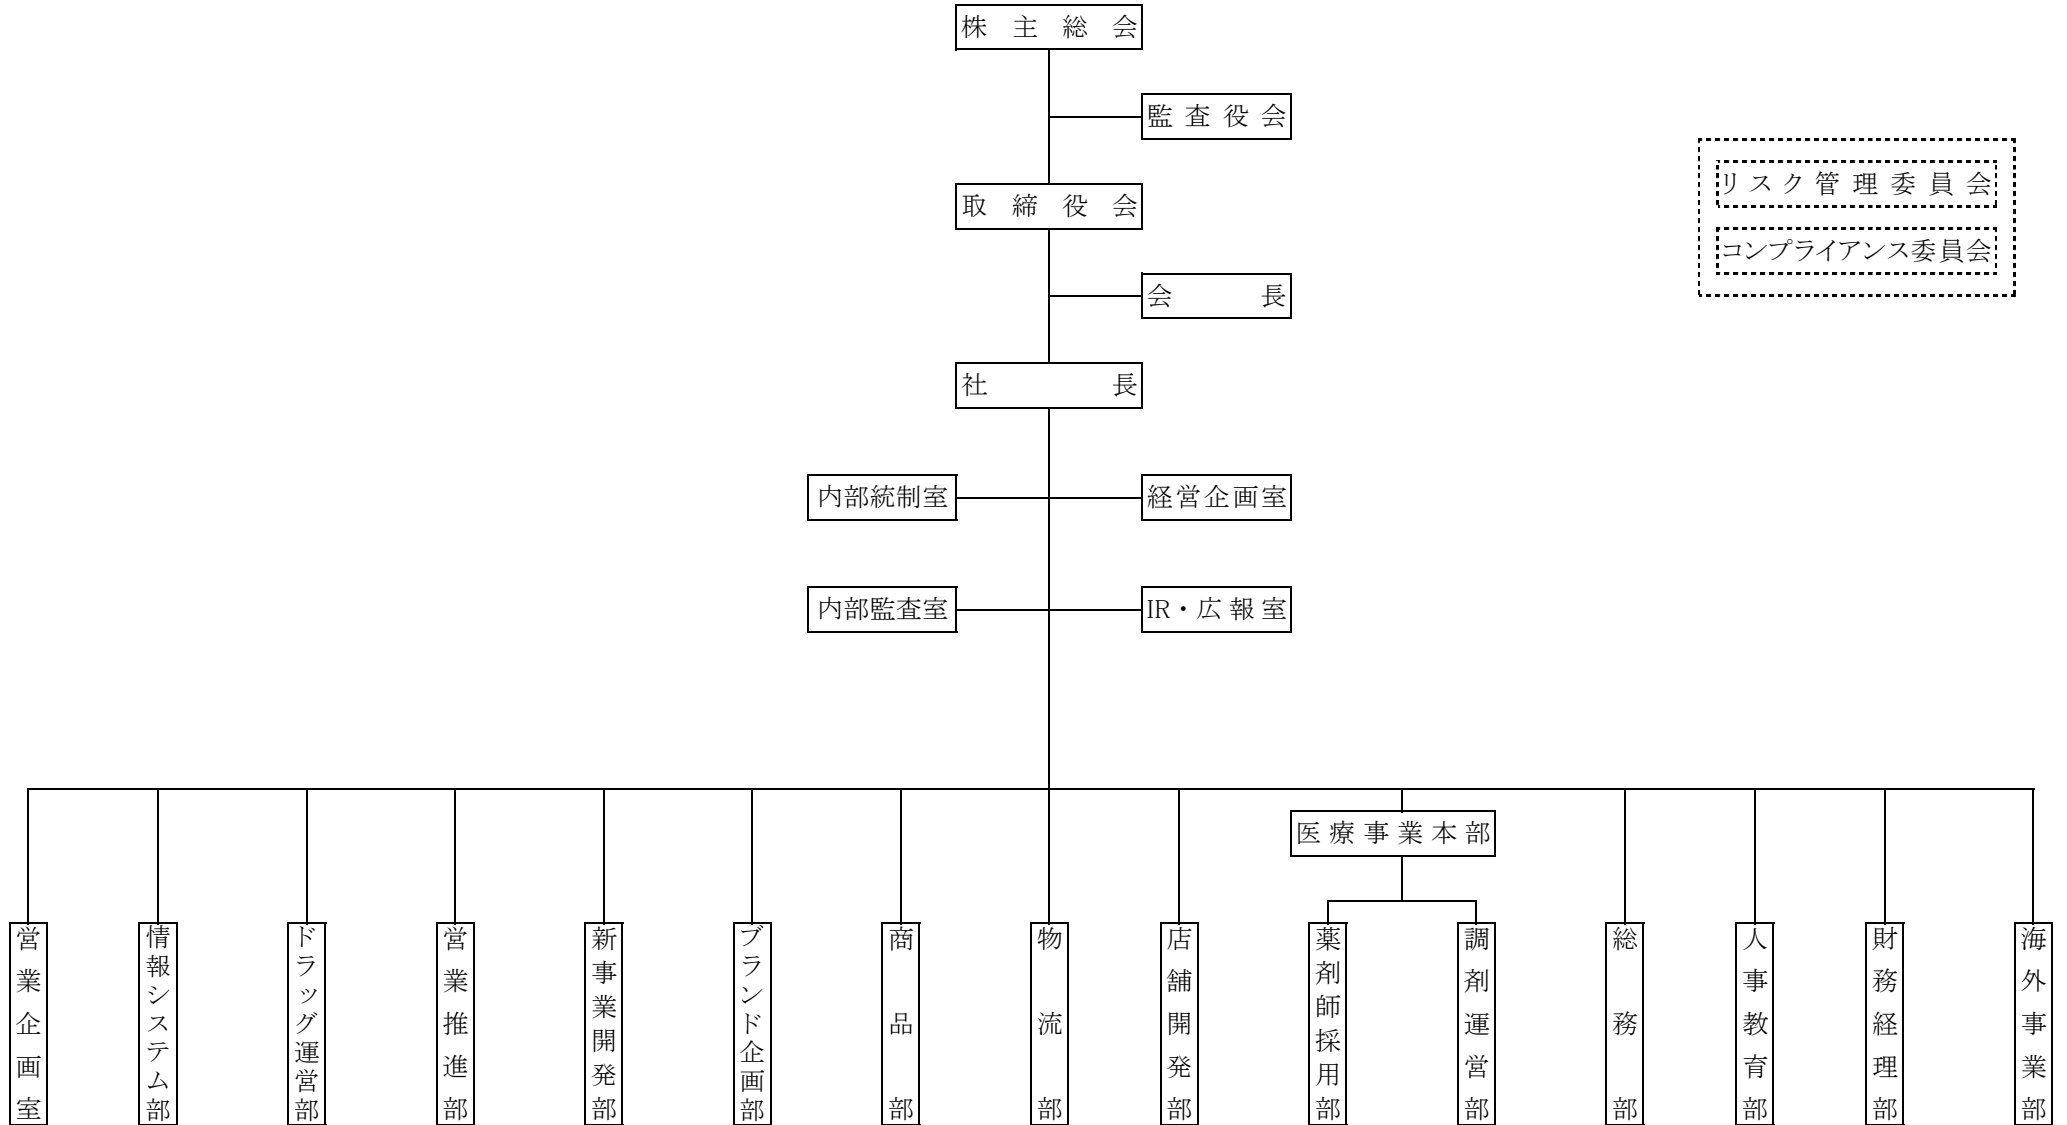 株主総会
監査役会
リスク管理委員会
取締役会
コンプライアンス委員会
会長
社長
内部統制室
経営企画室
内部監査室
IR・広報室
医療事業本部
営業企画室
情報システム部
ドラッグ運営部
営業推進部
新事業開発部
ブランド企画部
商品部
物流部
店舗開発部
薬剤師採用部
調剤運営部
総務部
人事教育部
財務経理部
海外事業部